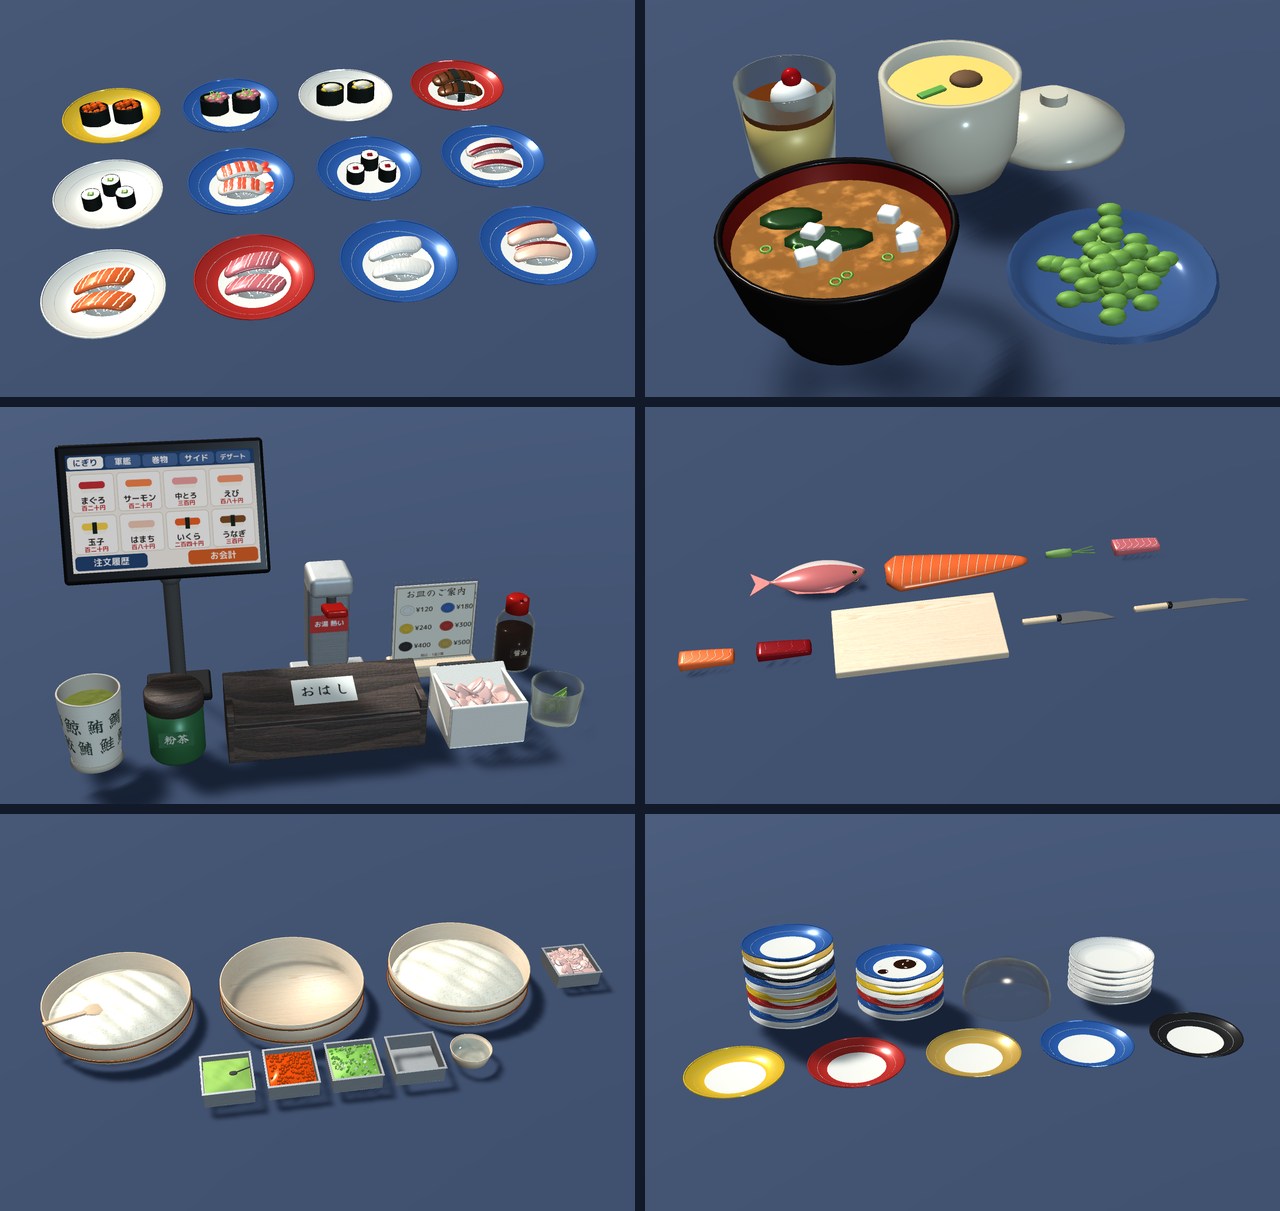 にぎり 軍艦 巻物 サイド デザート
まぐろ サーモン 中とろ えび
百二十円 百二十円 三百円 百八十円
玉子 はまち いくら うなぎ
百二十円 百八十円 二百四十円 三百円
注文履歴 お会計
お湯 熱い
お皿のご案内
¥120 ¥180
¥240 ¥300
¥400 ¥500
醤油
おはし
粉茶
鯨 鮪 鯛
鯖 鮭